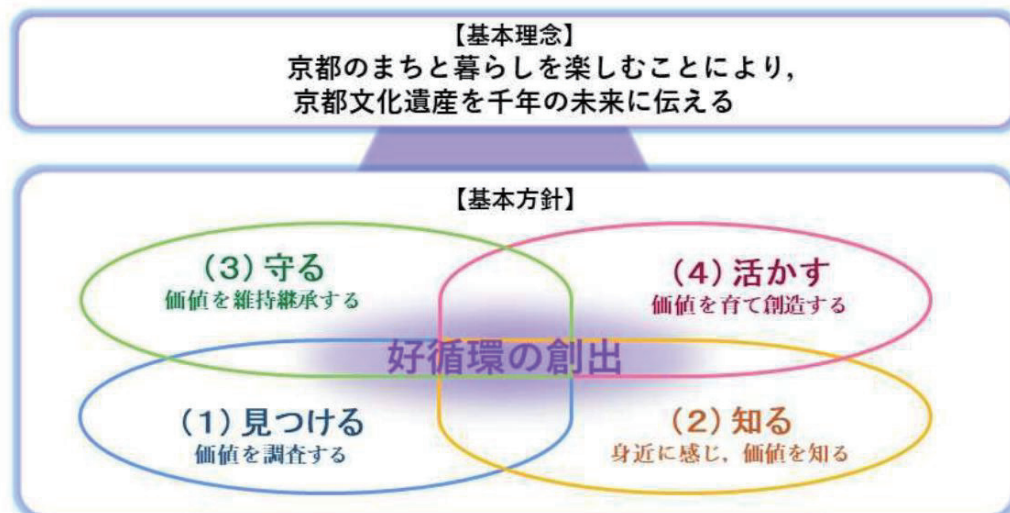 【基本理念】
京都のまちと暮らしを楽しむことにより,
京都文化遺産を千年の未来に伝える
【基本方針】
(3)守る
価値を維持継承する
(4)活かす
価値を育て創造する
好循環の創出
(1)見つける
価値を調査する
(2)知る
身近に感じ,価値を知る